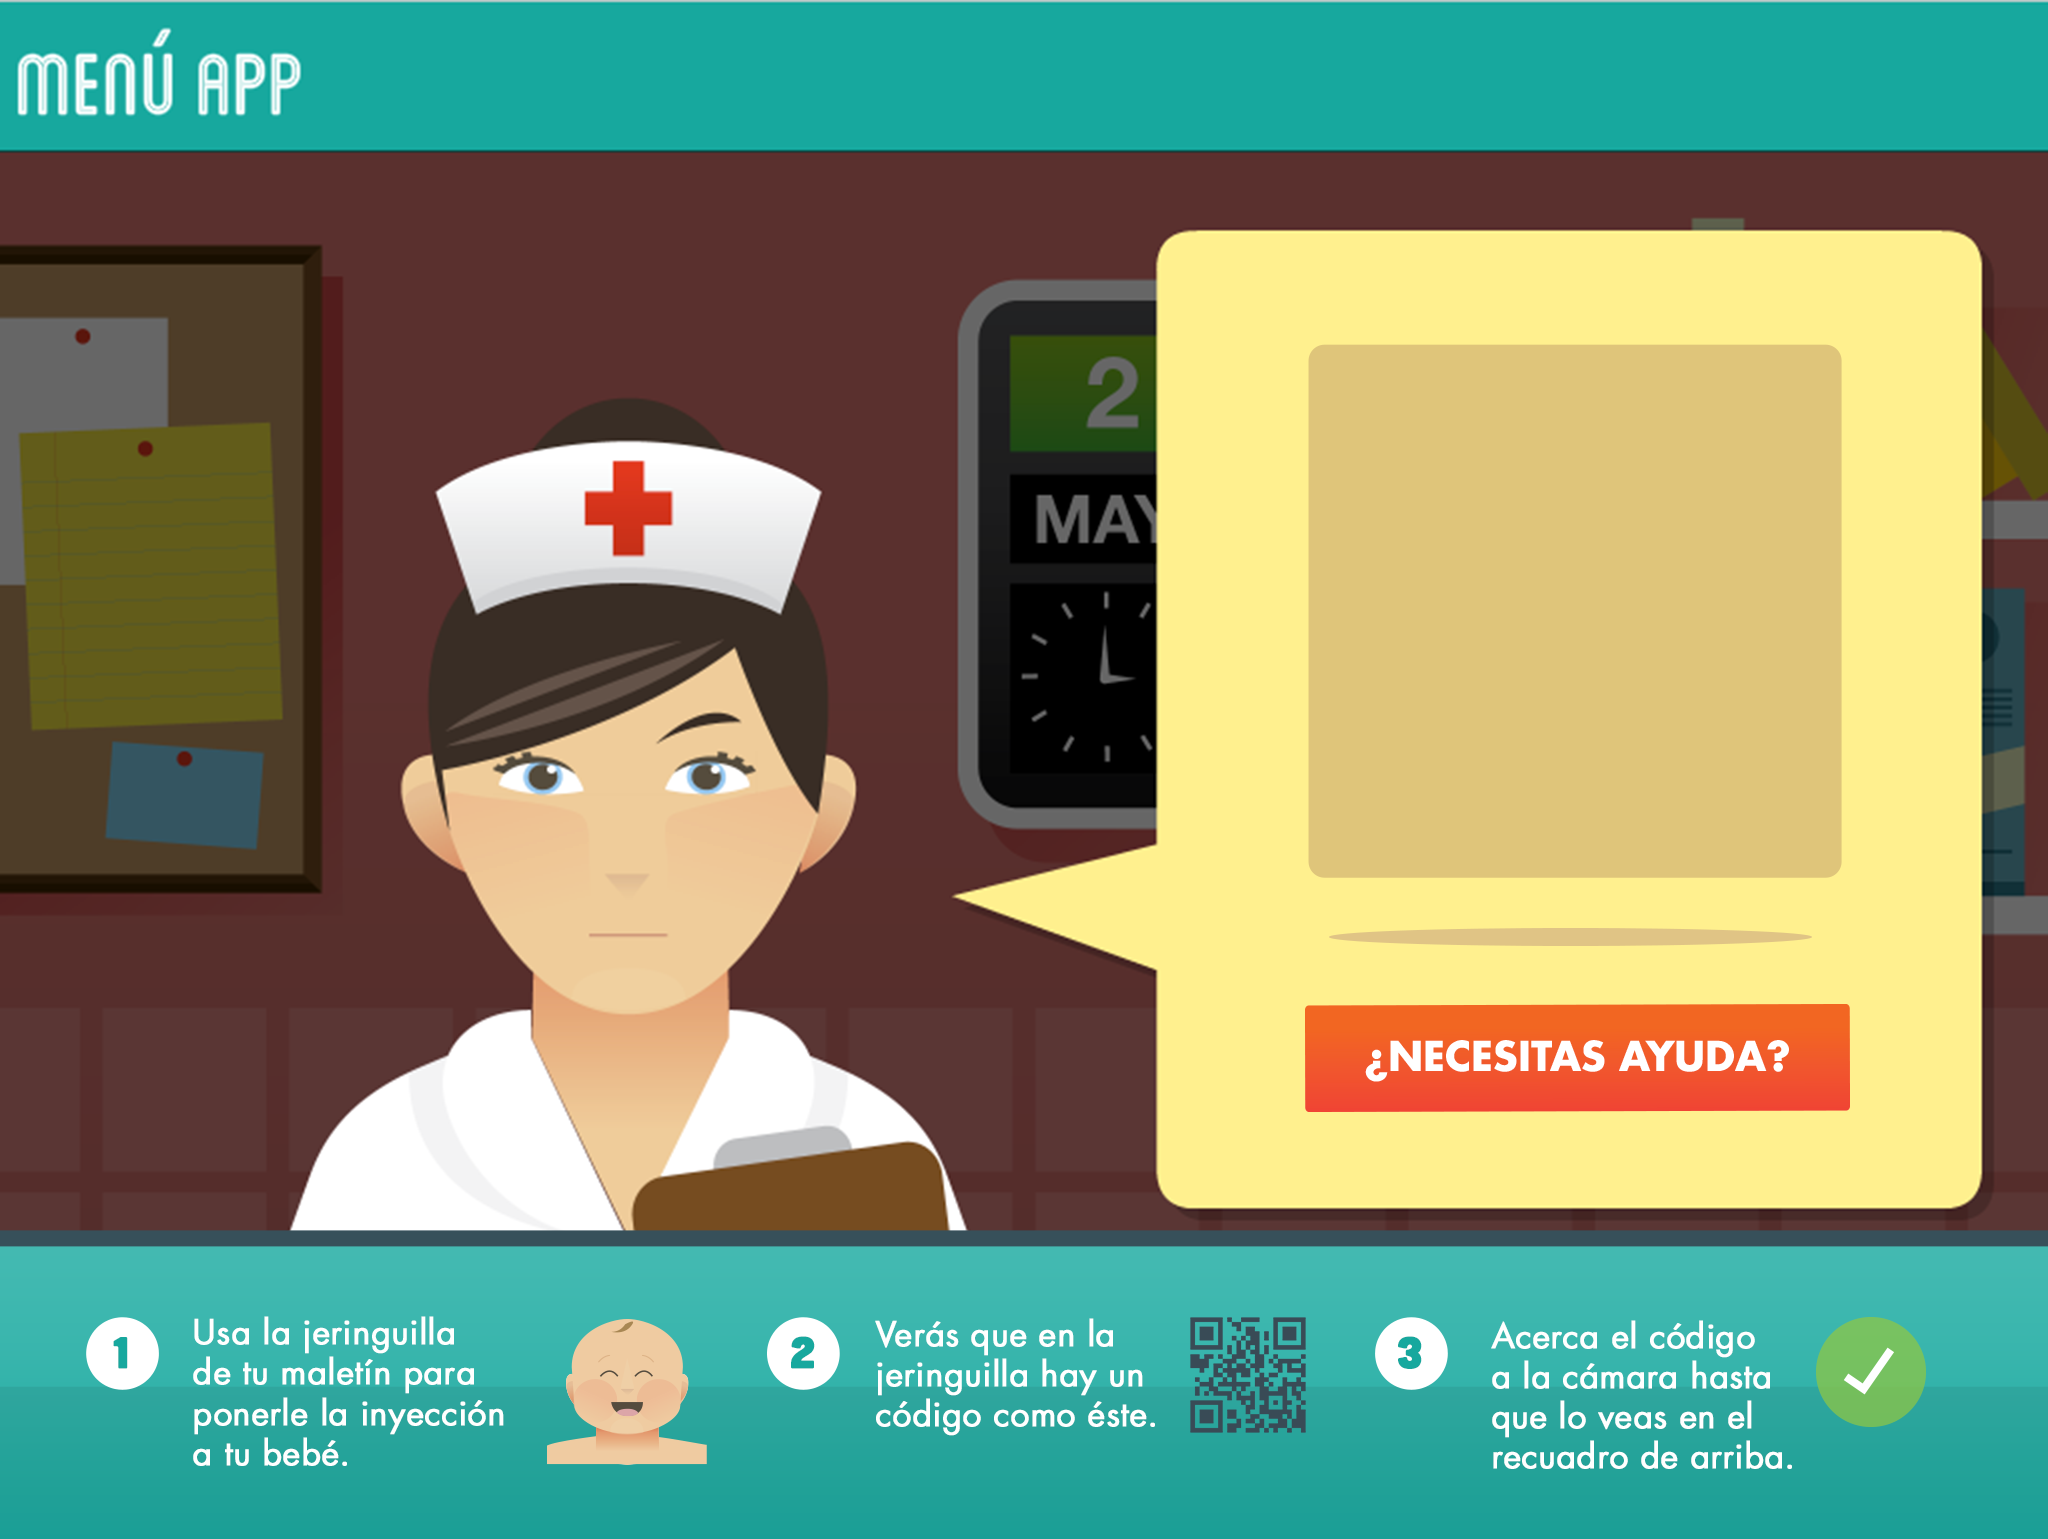 MENÚ APP
2
MAY
¿NECESITAS AYUDA?
1
Usa la jeringuilla
de tu maletín para
ponerle la inyección
a tu bebé.
2
Verás que en la
jeringuilla hay un
código como éste.
3
Acerca el código
a la cámara hasta
que lo veas en el
recuadro de arriba.